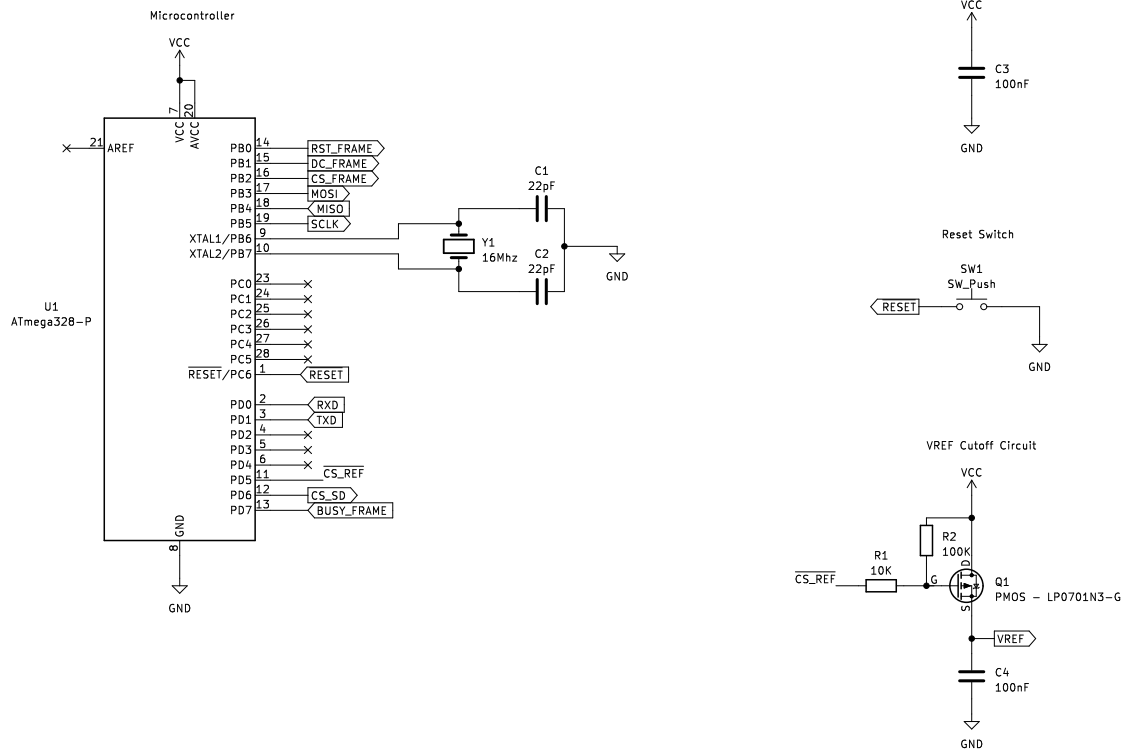 Microcontroller
VCC
7
20
VCC
AVCC
21
AREF
PB0 14 RST_FRAME
PB1 15 DC_FRAME
PB2 16 CS_FRAME
PB3 17 MOSI
PB4 18 MISO
PB5 19 SCLK
XTAL1/PB6 9
XTAL2/PB7 10
PC0 23
PC1 24
PC2 25
PC3 26
PC4 27
PC5 28
RESET/PC6 1 RESET
PD0 2 RXD
PD1 3 TXD
PD2 4
PD3 5
PD4 6
PD5 11 CS_REF
PD6 12 CS_SD
PD7 13 BUSY_FRAME
U1
ATmega328-P
GND
8
GND
C1
22pF
Y1
16Mhz
C2
22pF
GND
VCC
C3
100nF
GND
Reset Switch
SW1
SW_Push
RESET
GND
VREF Cutoff Circuit
VCC
R2
100K
R1
10K
CS_REF
G
D
S
Q1
PMOS - LP0701N3-G
VREF
C4
100nF
GND